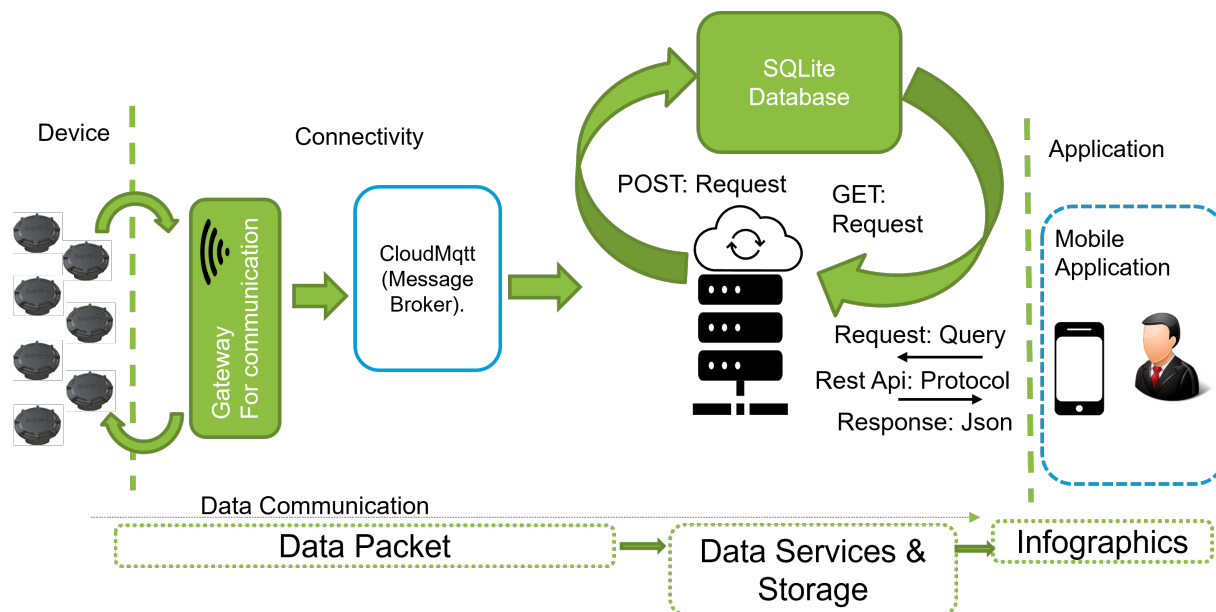 SQLite
Database
Device
Connectivity
Application
POST: Request
GET:
Request
Mobile
Application
CloudMqtt
(Message
Broker).
Gateway
For communication
Request: Query
Rest Api: Protocol
Response: Json
Data Communication
Data Packet
Data Services &
Storage
Infographics